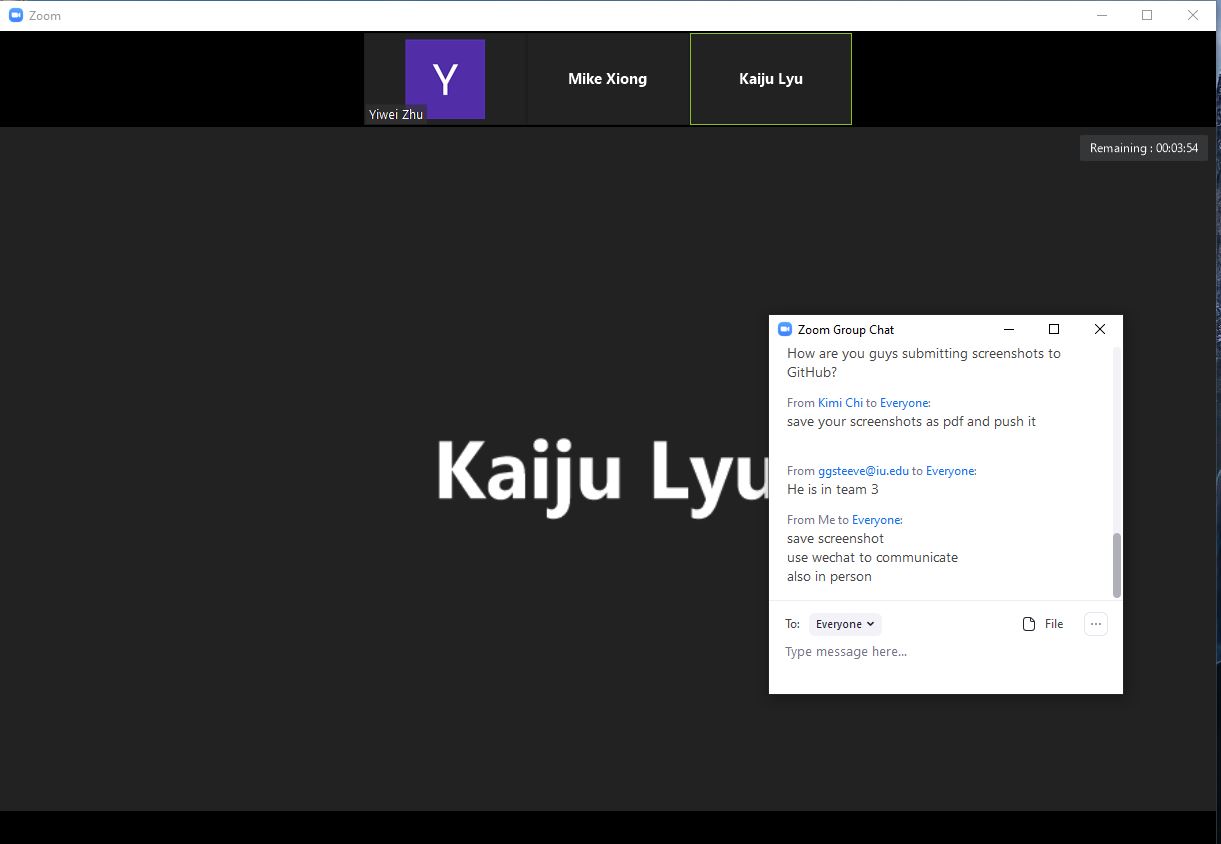 Zoom
Y
Yiwei Zhu
Mike Xiong
Kaiju Lyu
Remaining : 00:03:54
Kaiju Lyu
Zoom Group Chat
How are you guys submitting screenshots to
GitHub?
From Kimi Chi to Everyone:
save your screenshots as pdf and push it
From ggsteeve@iu.edu to Everyone:
He is in team 3
From Me to Everyone:
save screenshot
use wechat to communicate
also in person
To: Everyone
File
Type message here...